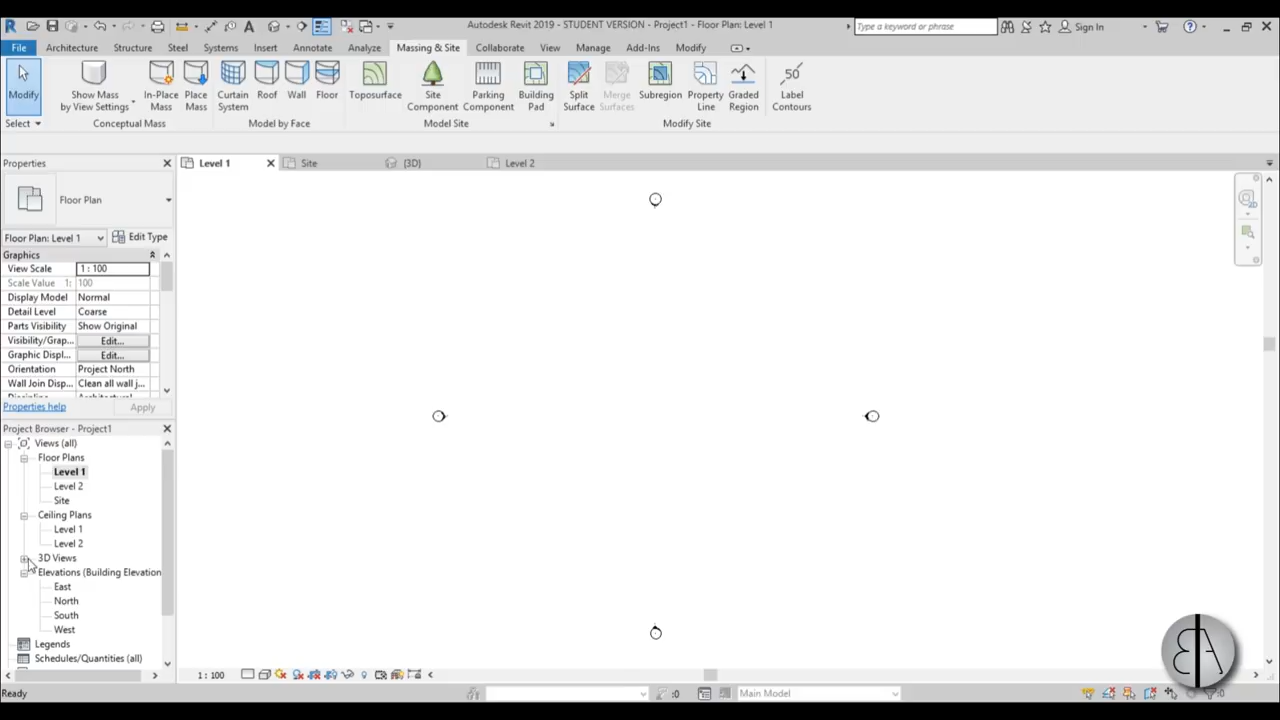 Autodesk Revit 2019 - STUDENT VERSION - Project1 - Floor Plan: Level 1
Type a keyword or phrase
Sign In
File Architecture Structure Steel Systems Insert Annotate Analyze Massing & Site Collaborate View Manage Add-Ins Modify
Modify
Show Mass by View Settings
In-Place Mass
Place Mass
Curtain System
Roof
Wall
Floor
Toposurface
Site Component
Parking Component
Building Pad
Split Surface
Merge Surfaces
Subregion
Property Line
Graded Region
50
Label Contours
Select
Conceptual Mass
Model by Face
Model Site
Modify Site
Properties
Level 1
Site
{3D}
Level 2
Floor Plan
Floor Plan: Level 1
Edit Type
Graphics
View Scale 1 : 100
Scale Value 1: 100
Display Model Normal
Detail Level Coarse
Parts Visibility Show Original
Visibility/Grap... Edit...
Graphic Displ... Edit...
Orientation Project North
Wall Join Disp... Clean all wall j...
Properties help
Apply
Project Browser - Project1
Views (all)
Floor Plans
Level 1
Level 2
Site
Ceiling Plans
Level 1
Level 2
3D Views
Elevations (Building Elevation
East
North
South
West
Legends
Schedules/Quantities (all)
1 : 100
Ready
:0
Main Model
:0
2D
BA